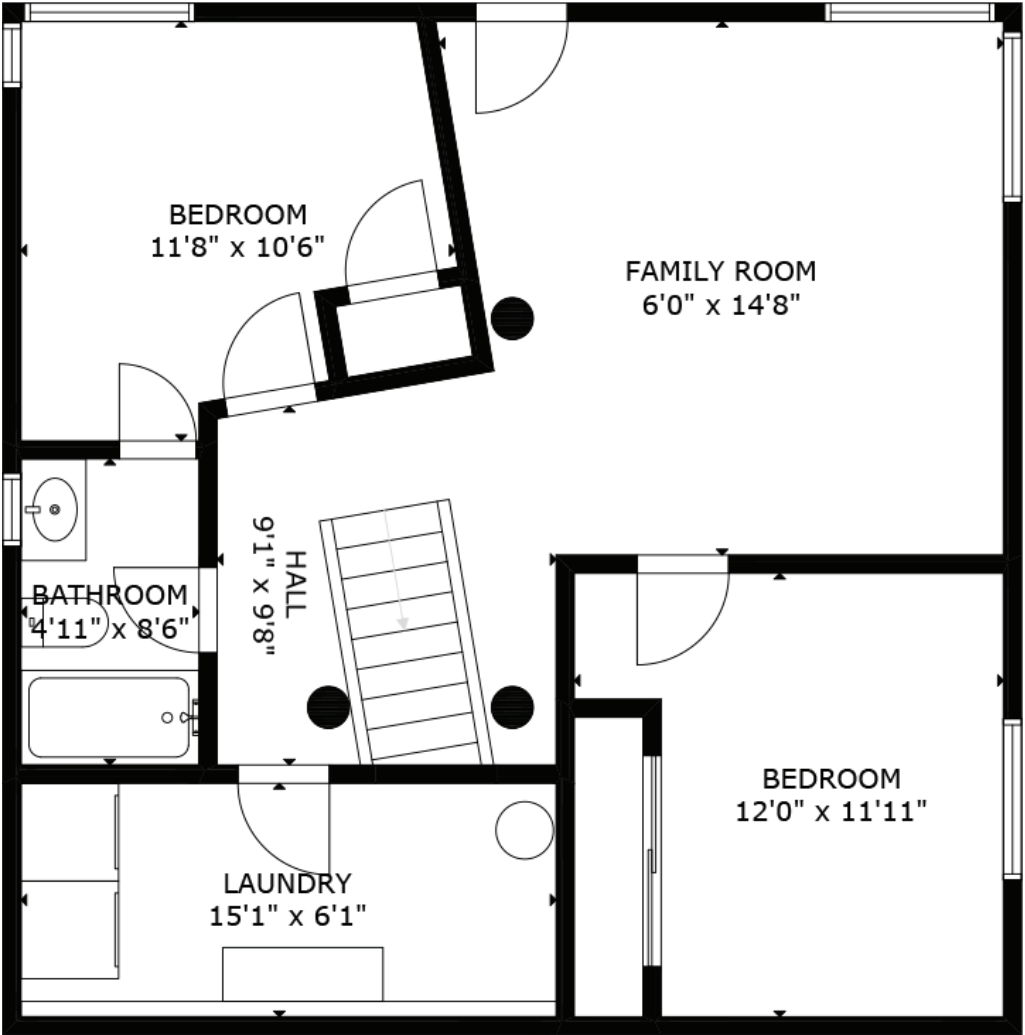 BEDROOM
11'8" x 10'6"
FAMILY ROOM
6'0" x 14'8"
HALL
9'1" x 9'8"
BATHROOM
4'11" x 8'6"
BEDROOM
12'0" x 11'11"
LAUNDRY
15'1" x 6'1"